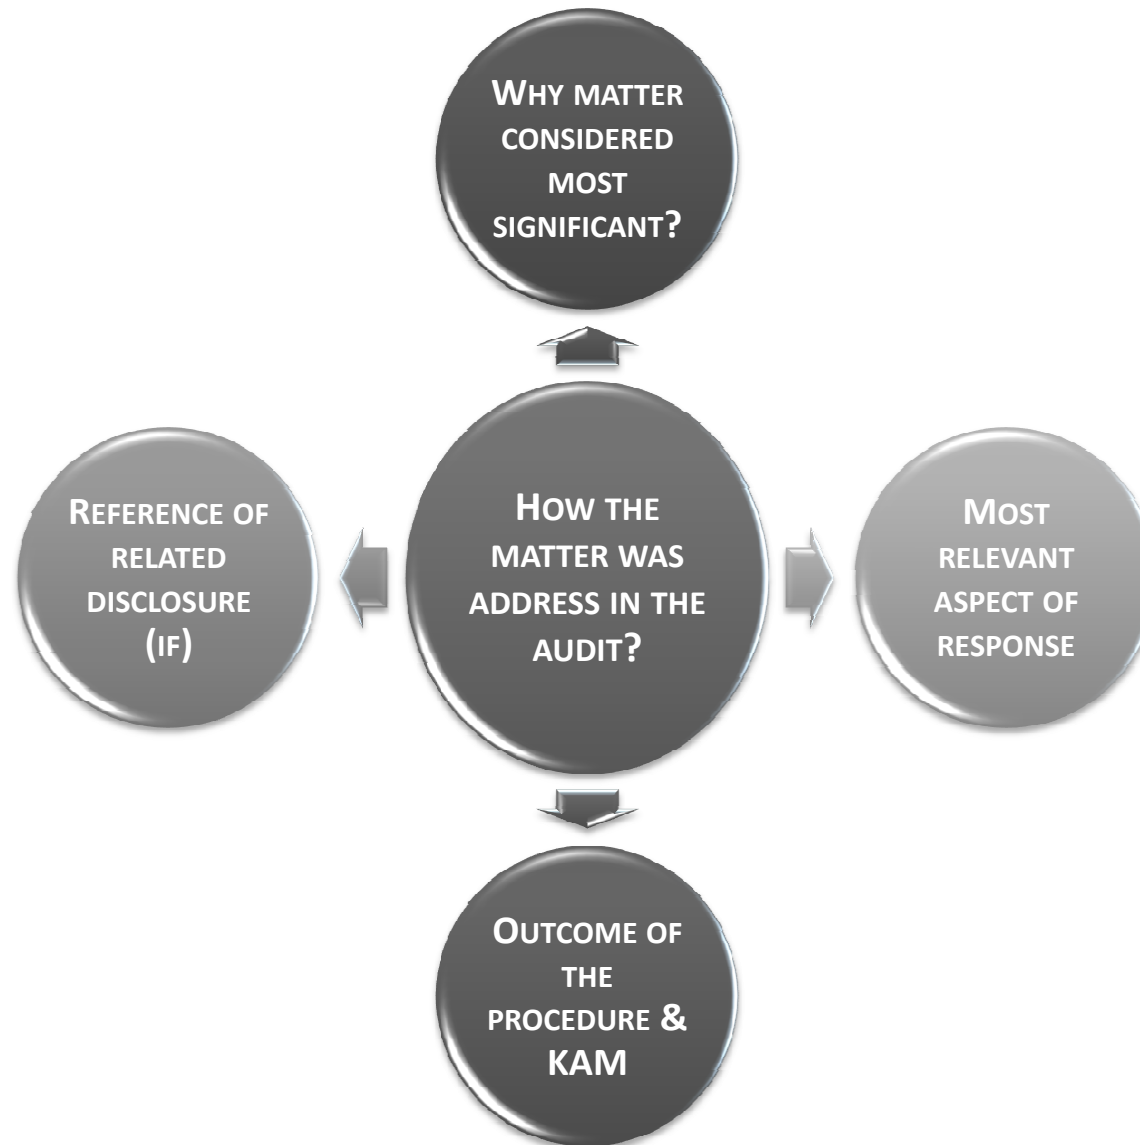 WHY MATTER
CONSIDERED
MOST
SIGNIFICANT?
REFERENCE OF
RELATED
DISCLOSURE
(IF)
HOW THE
MATTER WAS
ADDRESS IN THE
AUDIT?
MOST
RELEVANT
ASPECT OF
RESPONSE
OUTCOME OF
THE
PROCEDURE &
KAM